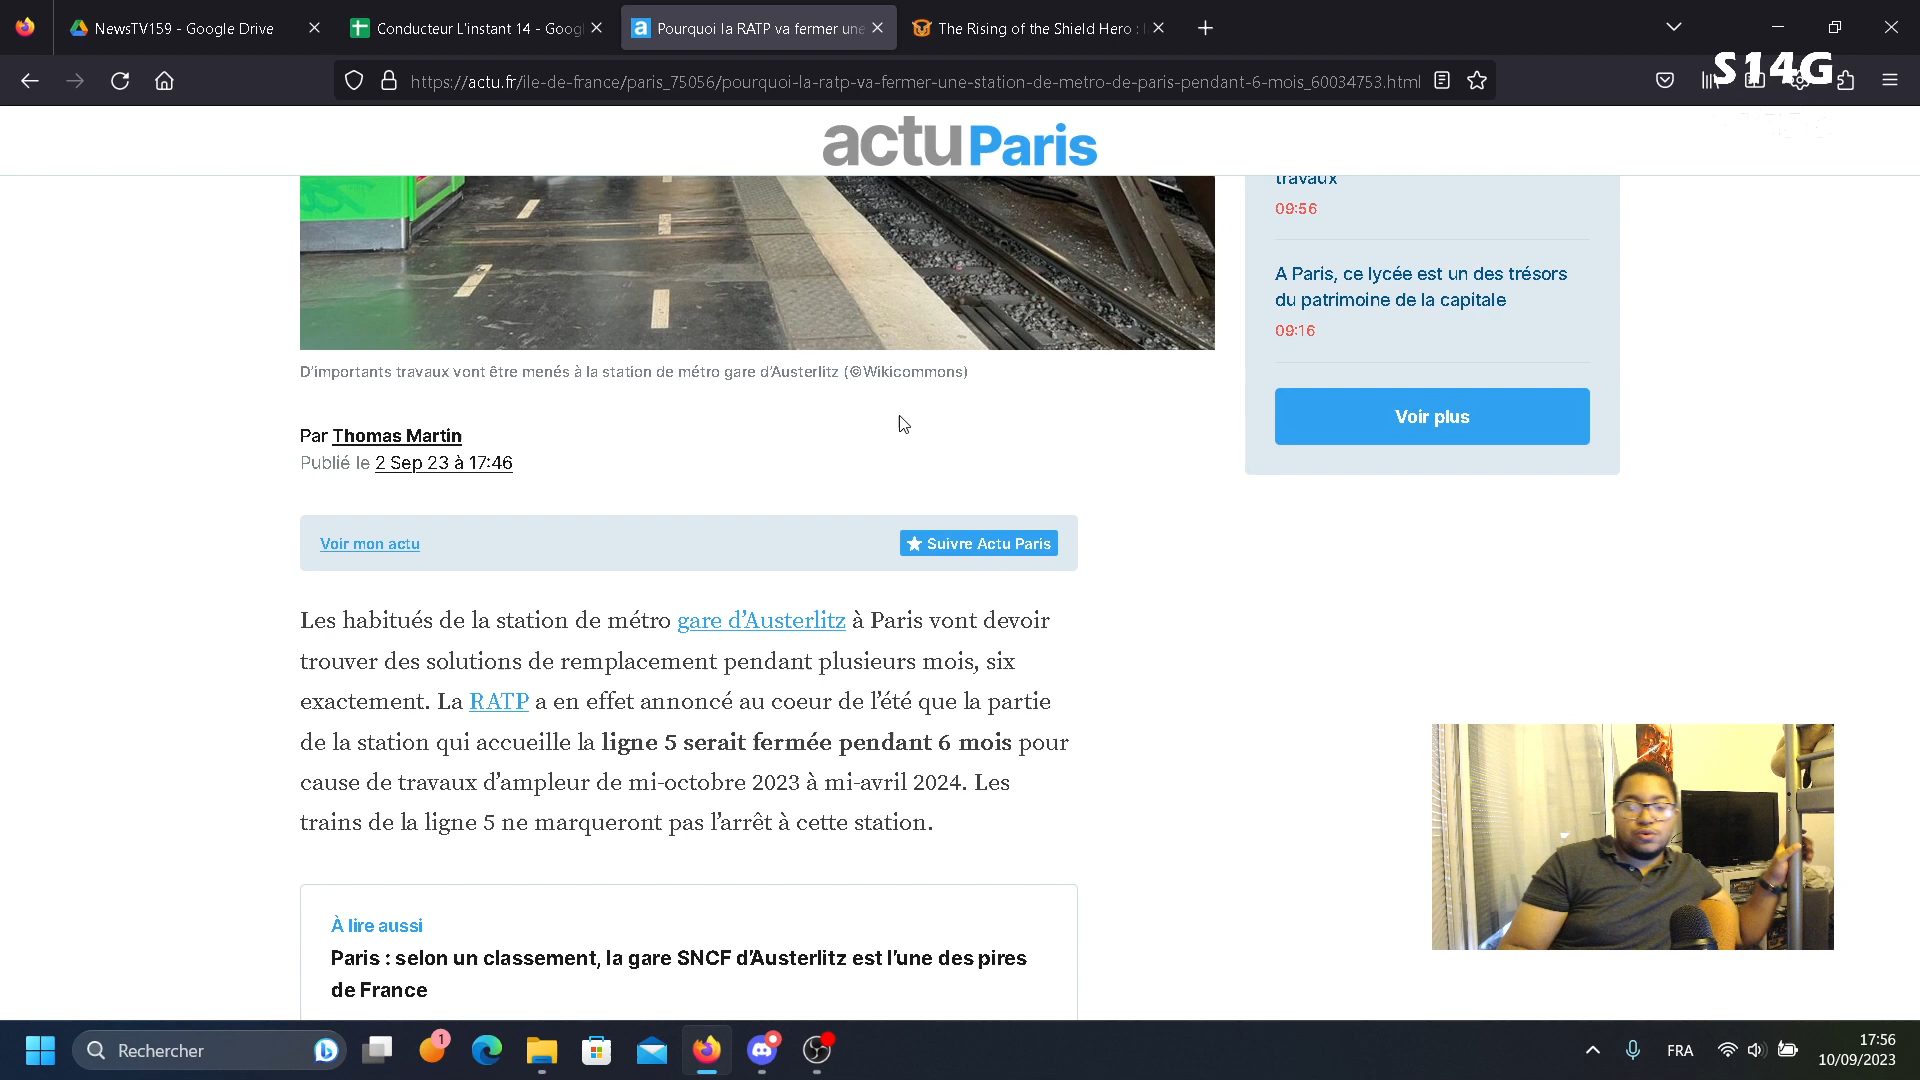 NewsTV159 - Google Drive
Conducteur L'instant 14 - Goog
Pourquoi la RATP va fermer une
The Rising of the Shield Hero :
https://actu.fr/ile-de-france/paris_75056/pourquoi-la-ratp-va-fermer-une-station-de-metro-de-paris-pendant-6-mois_60034753.html
S14G
actu Paris
travaux
09:56
A Paris, ce lycée est un des trésors
du patrimoine de la capitale
09:16
Voir plus
D'importants travaux vont être menés à la station de métro gare d'Austerlitz (©Wikicommons)
Par Thomas Martin
Publié le 2 Sep 23 à 17:46
Voir mon actu
Suivre Actu Paris
Les habitués de la station de métro gare d'Austerlitz à Paris vont devoir
trouver des solutions de remplacement pendant plusieurs mois, six
exactement. La RATP a en effet annoncé au coeur de l'été que la partie
de la station qui accueille la ligne 5 serait fermée pendant 6 mois pour
cause de travaux d'ampleur de mi-octobre 2023 à mi-avril 2024. Les
trains de la ligne 5 ne marqueront pas l'arrêt à cette station.
À lire aussi
Paris : selon un classement, la gare SNCF d'Austerlitz est l'une des pires
de France
Rechercher
1
FRA
17:56
10/09/2023